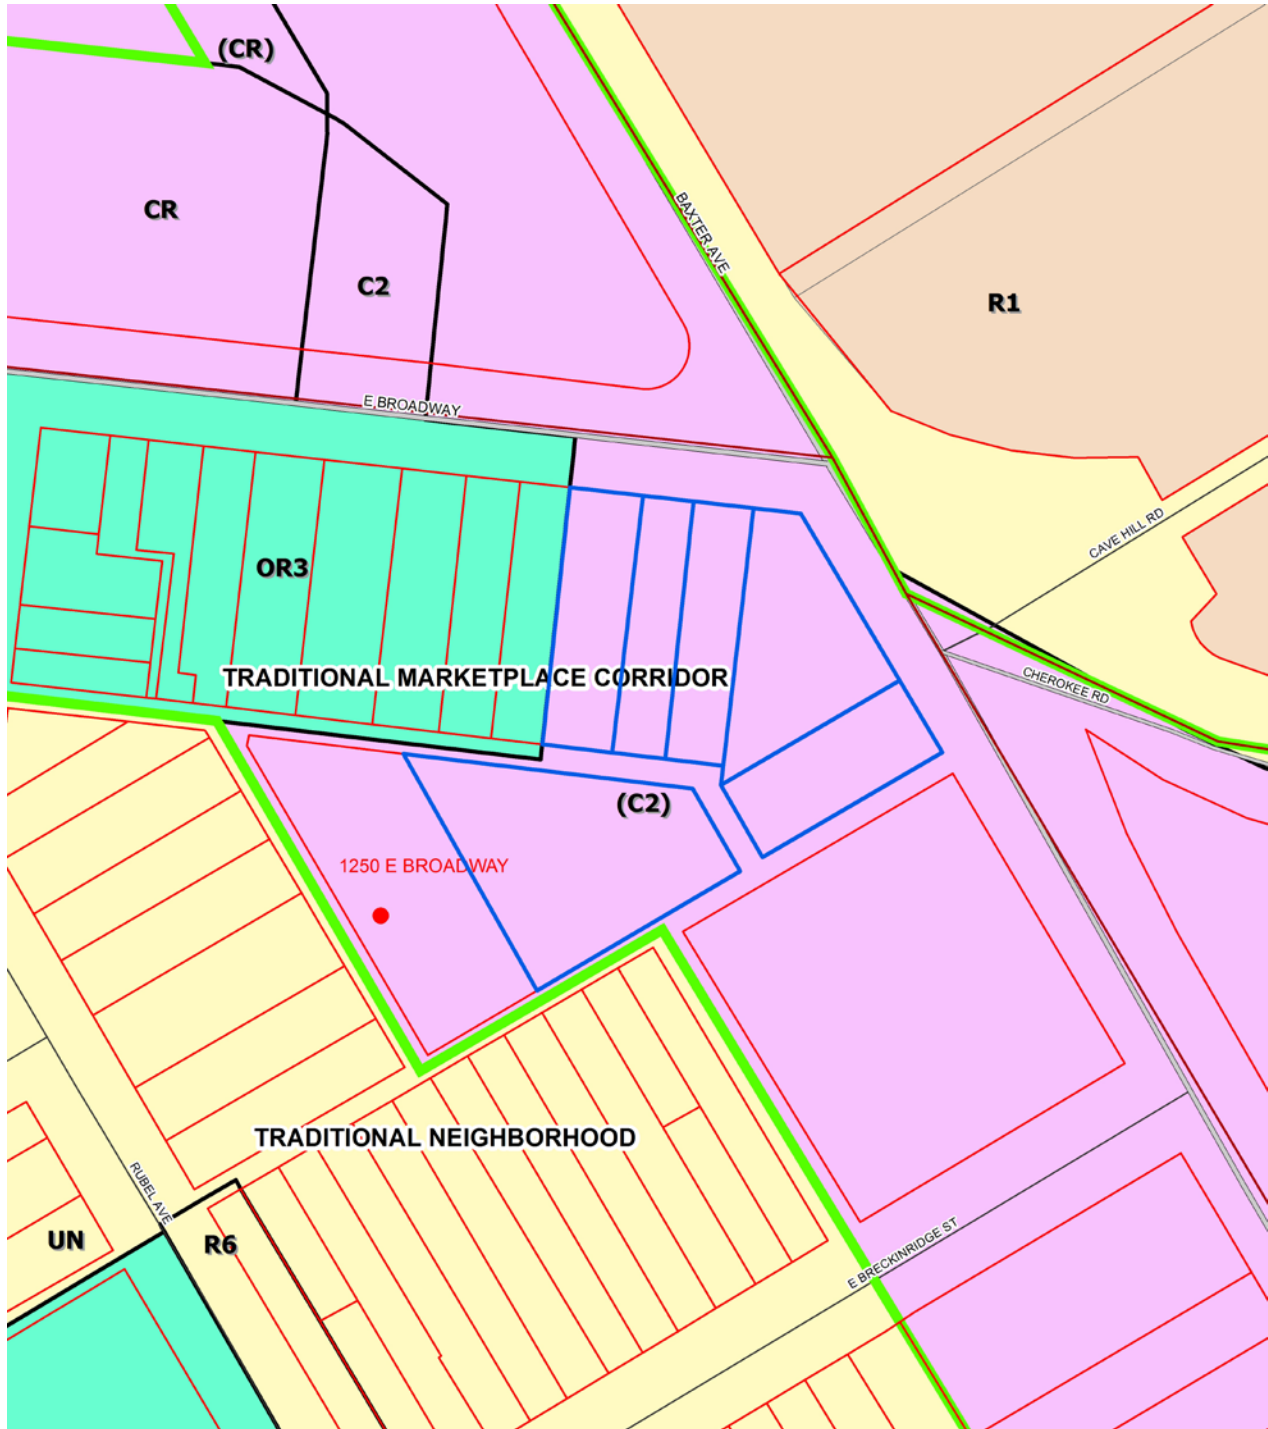 (CR)
CR
BAXTER AVE
C2
R1
E BROADWAY
CAVE HILL RD
OR3
TRADITIONAL MARKETPLACE CORRIDOR
CHEROKEE RD
(C2)
1250 E BROADWAY
TRADITIONAL NEIGHBORHOOD
RUBEL AVE
UN
R6
E BRECKINRIDGE ST